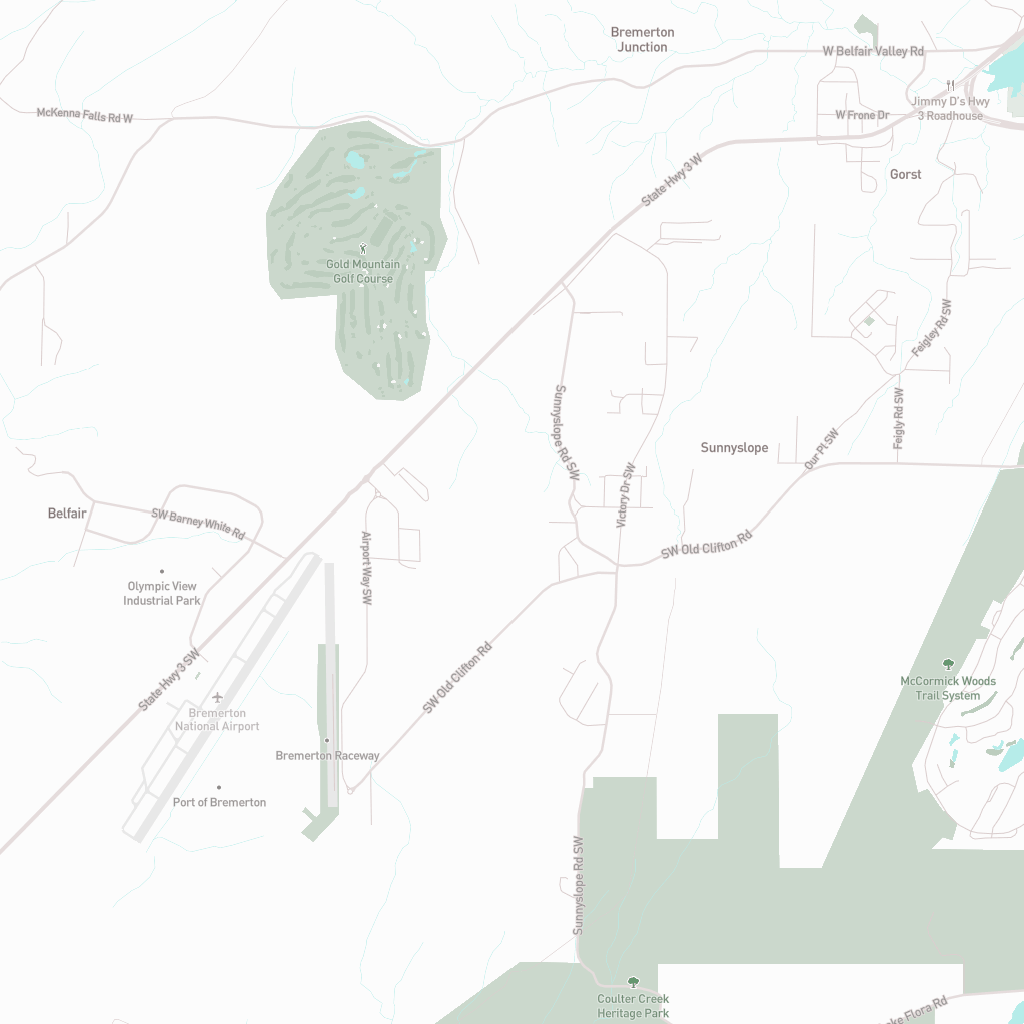 Bremerton
Junction
W Belfair Valley Rd
Jimmy D's Hwy
3 Roadhouse
McKenna Falls Rd W
W Frone Dr
State Hwy 3 W
Gorst
Gold Mountain
Golf Course
Feigley Rd SW
Sunnyslope Rd SW
Feigly Rd SW
Sunnyslope
Our Pl SW
Victory Dr SW
Belfair
SW Barney White Rd
SW Old Clifton Rd
Airport Way SW
Olympic View
Industrial Park
State Hwy 3 SW
SW Old Clifton Rd
McCormick Woods
Trail System
Bremerton
National Airport
Bremerton Raceway
Port of Bremerton
Sunnyslope Rd SW
Coulter Creek
Heritage Park
Flora Rd